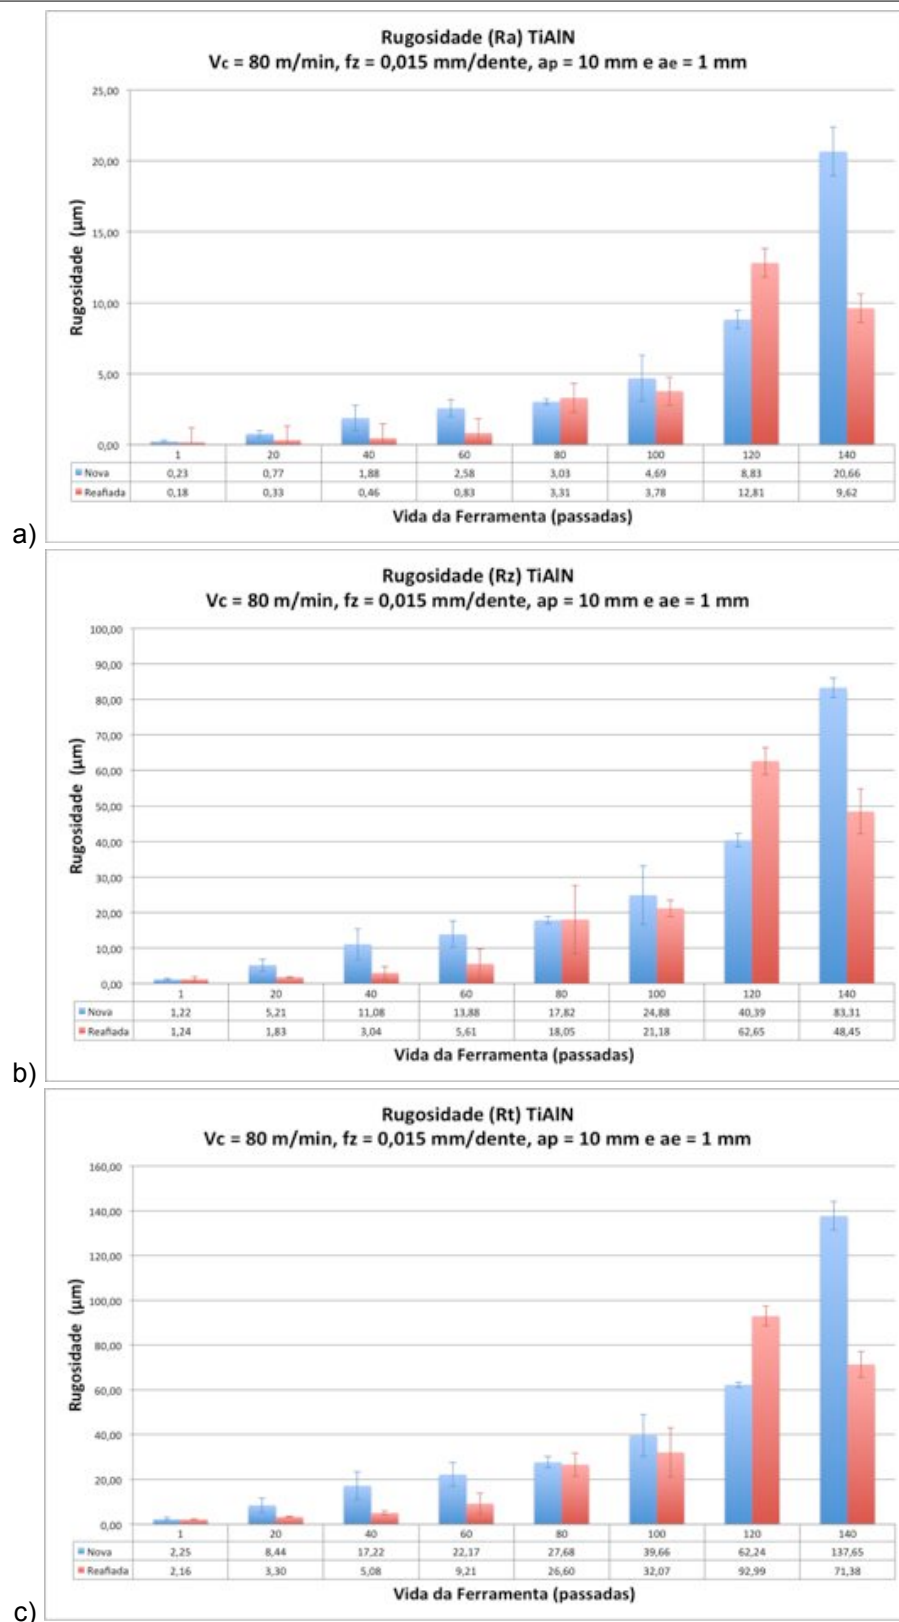 Rugosidade (Ra) TiAlN
Vc = 80 m/min, fz = 0,015 mm/dente, ap = 10 mm e ae = 1 mm
25,00
20,00
15,00
10,00
5,00
0,00
Rugosidade (µm)
1 20 40 60 80 100 120 140
Nova 0,23 0,77 1,88 2,58 3,03 4,69 8,83 20,66
Reafiada 0,18 0,33 0,46 0,83 3,31 3,78 12,81 9,62
Vida da Ferramenta (passadas)
a)
Rugosidade (Rz) TiAlN
Vc = 80 m/min, fz = 0,015 mm/dente, ap = 10 mm e ae = 1 mm
100,00
90,00
80,00
70,00
60,00
50,00
40,00
30,00
20,00
10,00
0,00
Rugosidade (µm)
1 20 40 60 80 100 120 140
Nova 1,22 5,21 11,08 13,88 17,82 24,88 40,39 83,31
Reafiada 1,24 1,83 3,04 5,61 18,05 21,18 62,65 48,45
Vida da Ferramenta (passadas)
b)
Rugosidade (Rt) TiAlN
Vc = 80 m/min, fz = 0,015 mm/dente, ap = 10 mm e ae = 1 mm
160,00
140,00
120,00
100,00
80,00
60,00
40,00
20,00
0,00
Rugosidade (µm)
1 20 40 60 80 100 120 140
Nova 2,25 8,44 17,22 22,17 27,68 39,66 62,24 137,65
Reafiada 2,16 3,30 5,08 9,21 26,60 32,07 92,99 71,38
Vida da Ferramenta (passadas)
c)